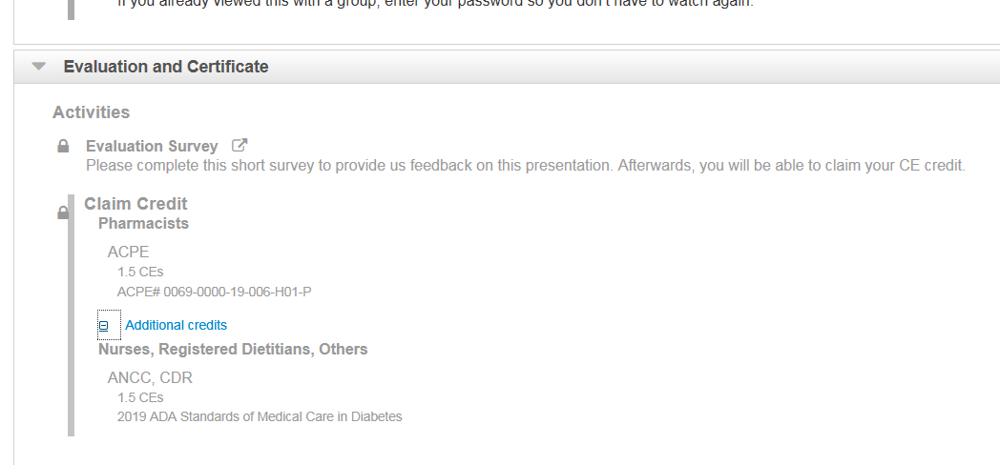 If you already viewed this with a group, enter your password so you don't have to watch again.
Evaluation and Certificate
Activities
Evaluation Survey
Please complete this short survey to provide us feedback on this presentation. Afterwards, you will be able to claim your CE credit.
Claim Credit
Pharmacists
ACPE
1.5 CEs
ACPE# 0069-0000-19-006-H01-P
Additional credits
Nurses, Registered Dietitians, Others
ANCC, CDR
1.5 CEs
2019 ADA Standards of Medical Care in Diabetes